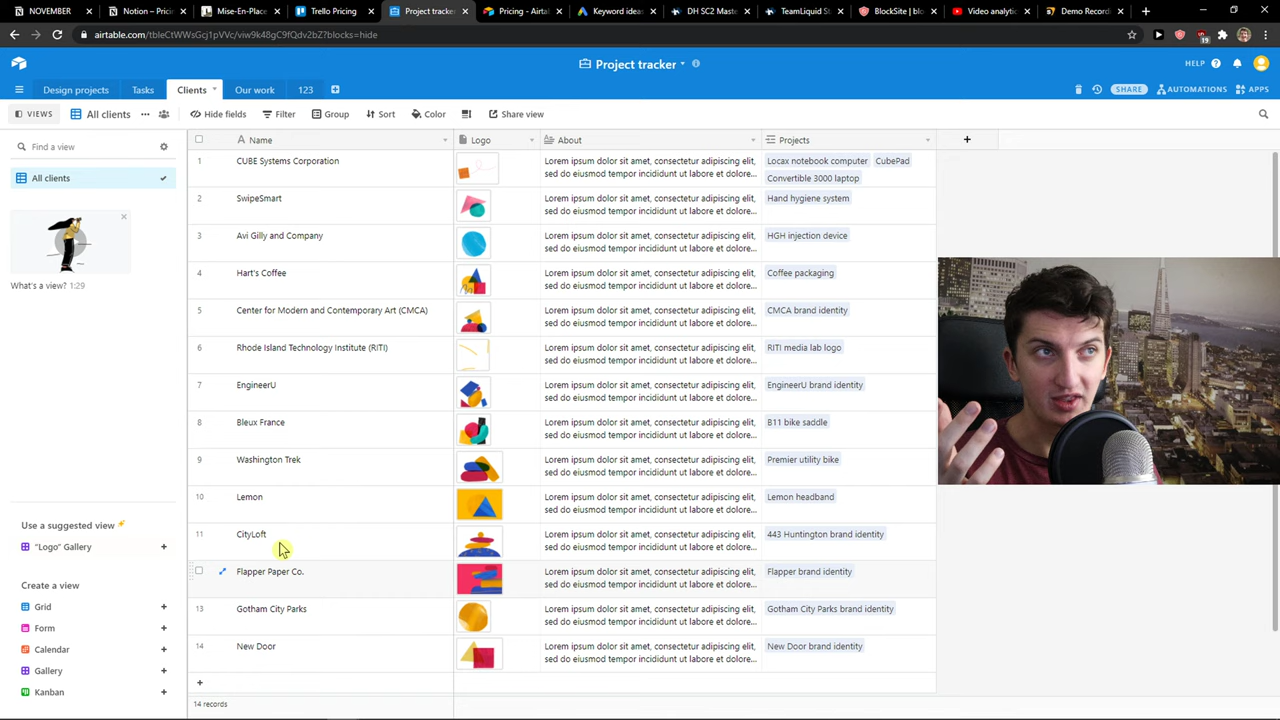 NOVEMBER
Notion – Pricin
Mise-En-Place
Trello Pricing
Project tracker
Pricing - Airtab
Keyword ideas
DH SC2 Master
TeamLiquid St
BlockSite | blo
Video analytic
Demo Recordi
airtable.com/tbleCtWWsGcj1pVVc/viw9k48gC9fQdv2bZ?blocks=hide
19
Project tracker
HELP
Design projects Tasks Clients Our work 123
SHARE AUTOMATIONS APPS
VIEWS All clients Hide fields Filter Group Sort Color Share view
Find a view
All clients
What's a view? 1:29
Use a suggested view
"Logo" Gallery
Create a view
Grid
Form
Calendar
Gallery
Kanban
Name Logo About Projects
1 CUBE Systems Corporation Lorem ipsum dolor sit amet, consectetur adipiscing elit, Locax notebook computer CubePad
sed do eiusmod tempor incididunt ut labore et dolore... Convertible 3000 laptop
2 SwipeSmart Lorem ipsum dolor sit amet, consectetur adipiscing elit, Hand hygiene system
sed do eiusmod tempor incididunt ut labore et dolore...
3 Avi Gilly and Company Lorem ipsum dolor sit amet, consectetur adipiscing elit, HGH injection device
sed do eiusmod tempor incididunt ut labore et dolore...
4 Hart's Coffee Lorem ipsum dolor sit amet, consectetur adipiscing elit, Coffee packaging
sed do eiusmod tempor incididunt ut labore et dolore...
5 Center for Modern and Contemporary Art (CMCA) Lorem ipsum dolor sit amet, consectetur adipiscing elit, CMCA brand identity
sed do eiusmod tempor incididunt ut labore et dolore...
6 Rhode Island Technology Institute (RITI) Lorem ipsum dolor sit amet, consectetur adipiscing elit, RITI media lab logo
sed do eiusmod tempor incididunt ut labore et dolore...
7 EngineerU Lorem ipsum dolor sit amet, consectetur adipiscing elit, EngineerU brand identity
sed do eiusmod tempor incididunt ut labore et dolore...
8 Bleux France Lorem ipsum dolor sit amet, consectetur adipiscing elit, B11 bike saddle
sed do eiusmod tempor incididunt ut labore et dolore...
9 Washington Trek Lorem ipsum dolor sit amet, consectetur adipiscing elit, Premier utility bike
sed do eiusmod tempor incididunt ut labore et dolore...
10 Lemon Lorem ipsum dolor sit amet, consectetur adipiscing elit, Lemon headband
sed do eiusmod tempor incididunt ut labore et dolore...
11 CityLoft Lorem ipsum dolor sit amet, consectetur adipiscing elit, 443 Huntington brand identity
sed do eiusmod tempor incididunt ut labore et dolore...
Flapper Paper Co. Lorem ipsum dolor sit amet, consectetur adipiscing elit, Flapper brand identity
sed do eiusmod tempor incididunt ut labore et dolore...
13 Gotham City Parks Lorem ipsum dolor sit amet, consectetur adipiscing elit, Gotham City Parks brand identity
sed do eiusmod tempor incididunt ut labore et dolore...
14 New Door Lorem ipsum dolor sit amet, consectetur adipiscing elit, New Door brand identity
sed do eiusmod tempor incididunt ut labore et dolore...
14 records